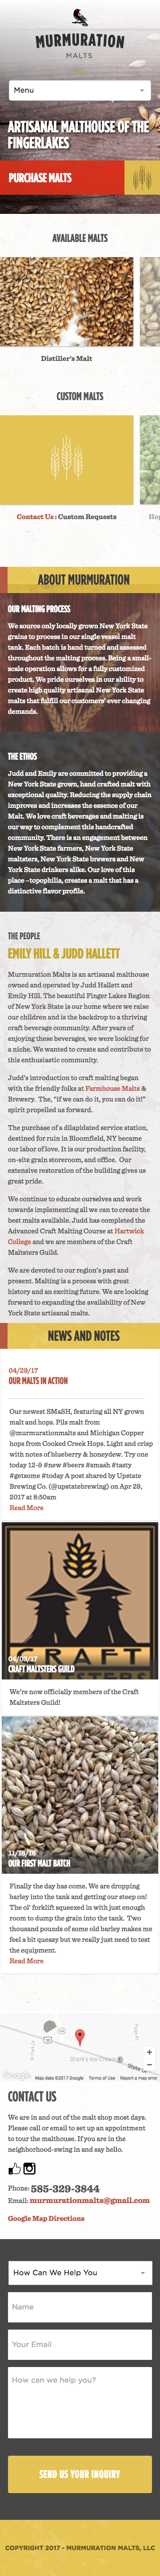 MURMURATION
MALTS
Menu
ARTISANAL MALTHOUSE OF THE
FINGERLAKES
PURCHASE MALTS
AVAILABLE MALTS
Distiller's Malt
CUSTOM MALTS
Contact Us : Custom Requests
Hop
ABOUT MURMURATION
OUR MALTING PROCESS
We source only locally grown New York State
grains to process in our single vessel malt
tank. Each batch is hand turned and assessed
throughout the malting process. Being a small-
scale operation allows for a fully customized
product. We pride ourselves in our ability to
create high quality artisanal New York State
malts that fulfill our customers' ever changing
demands.
THE ETHOS
Judd and Emily are committed to providing a
New York State grown, hand crafted malt with
exceptional quality. Reducing the supply chain
improves and increases the essence of our
Malt. We love craft beverages and malting is
our way to complement this handcrafted
community. There is an engagement between
New York State farmers, New York State
maltsters, New York State brewers and New
York State drinkers alike. Our love of this
place - topophilia, creates a malt that has a
distinctive flavor profile.
THE PEOPLE
EMILY HILL & JUDD HALLETT
Murmuration Malts is an artisanal malthouse
owned and operated by Judd Hallett and
Emily Hill. The beautiful Finger Lakes Region
of New York State is our home where we raise
our children and is the backdrop to a thriving
craft beverage community. After years of
enjoying these beverages, we were looking for
a niche. We wanted to create and contribute to
this enthusiastic community.
Judd's introduction to craft malting began
with the friendly folks at Farmhouse Malts &
Brewery. The, "if we can do it, you can do it!"
spirit propelled us forward.
The purchase of a dilapidated service station,
destined for ruin in Bloomfield, NY became
our labor of love. It is our production facility,
on-site grain storeroom, and office. Our
extensive renovation of the building gives us
great pride.
We continue to educate ourselves and work
towards implementing all we can to create the
best malts available. Judd has completed the
Advanced Craft Malting Course at Hartwick
College and we are members of the Craft
Maltsters Guild.
We are devoted to our region's past and
present. Malting is a process with great
history and an exciting future. We are looking
forward to expanding the availability of New
York State artisanal malts.
NEWS AND NOTES
04/29/17
OUR MALTS IN ACTION
Our newest SMaSH, featuring all NY grown
malt and hops. Pils malt from
@murmurationmalts and Michigan Copper
hops from Cooked Creek Hops. Light and crisp
with notes of blueberry & honeydew. Try one
today 12-9 #new #beers #smash #tasty
#getsome #today A post shared by Upstate
Brewing Co. (@upstatebrewing) on Apr 29,
2017 at 8:50am
Read More
CRAFT
MALTSTERS GUILD
04/03/17
CRAFT MALTSTERS GUILD
We're now officially members of the Craft
Maltsters Guild!
11/16/16
OUR FIRST MALT BATCH
Finally the day has come. We are dropping
barley into the tank and getting our steep on!
The ol' forklift squeezed in with just enough
room to dump the grain into the tank. Two
thousand pounds of some old barley makes me
feel a bit queasy but we really just need to test
the equipment.
Read More
Google
Map data ©2017 Google Terms of Use Report a map error
CONTACT US
We are in and out of the malt shop most days.
Please call or email to set up an appointment
to tour the malthouse. If you are in the
neighborhood-swing in and say hello.
Phone: 585-329-3844
Email: murmurationmalts@gmail.com
Google Map Directions
How Can We Help You
Name
Your Email
How can we help you?
SEND US YOUR INQUIRY
COPYRIGHT 2017 - MURMURATION MALTS, LLC